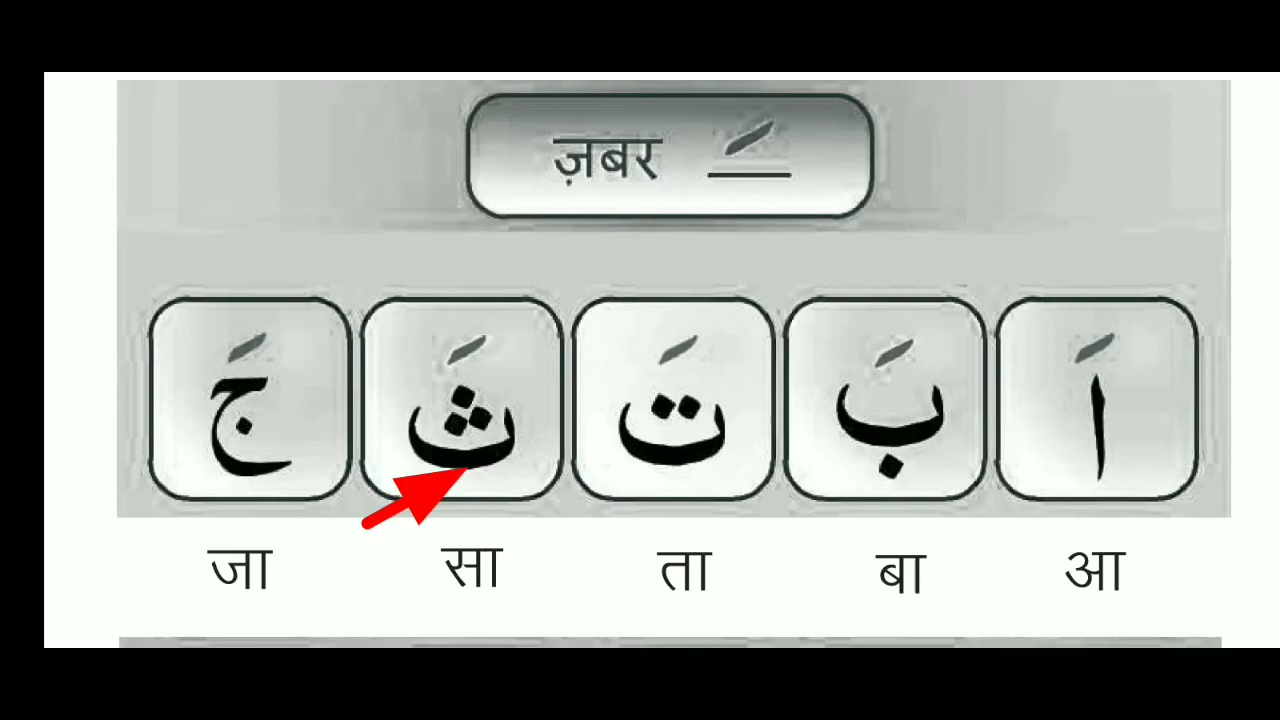 ज़बर ـَ
جَ ثَ تَ بَ اَ
जा सा ता बा आ